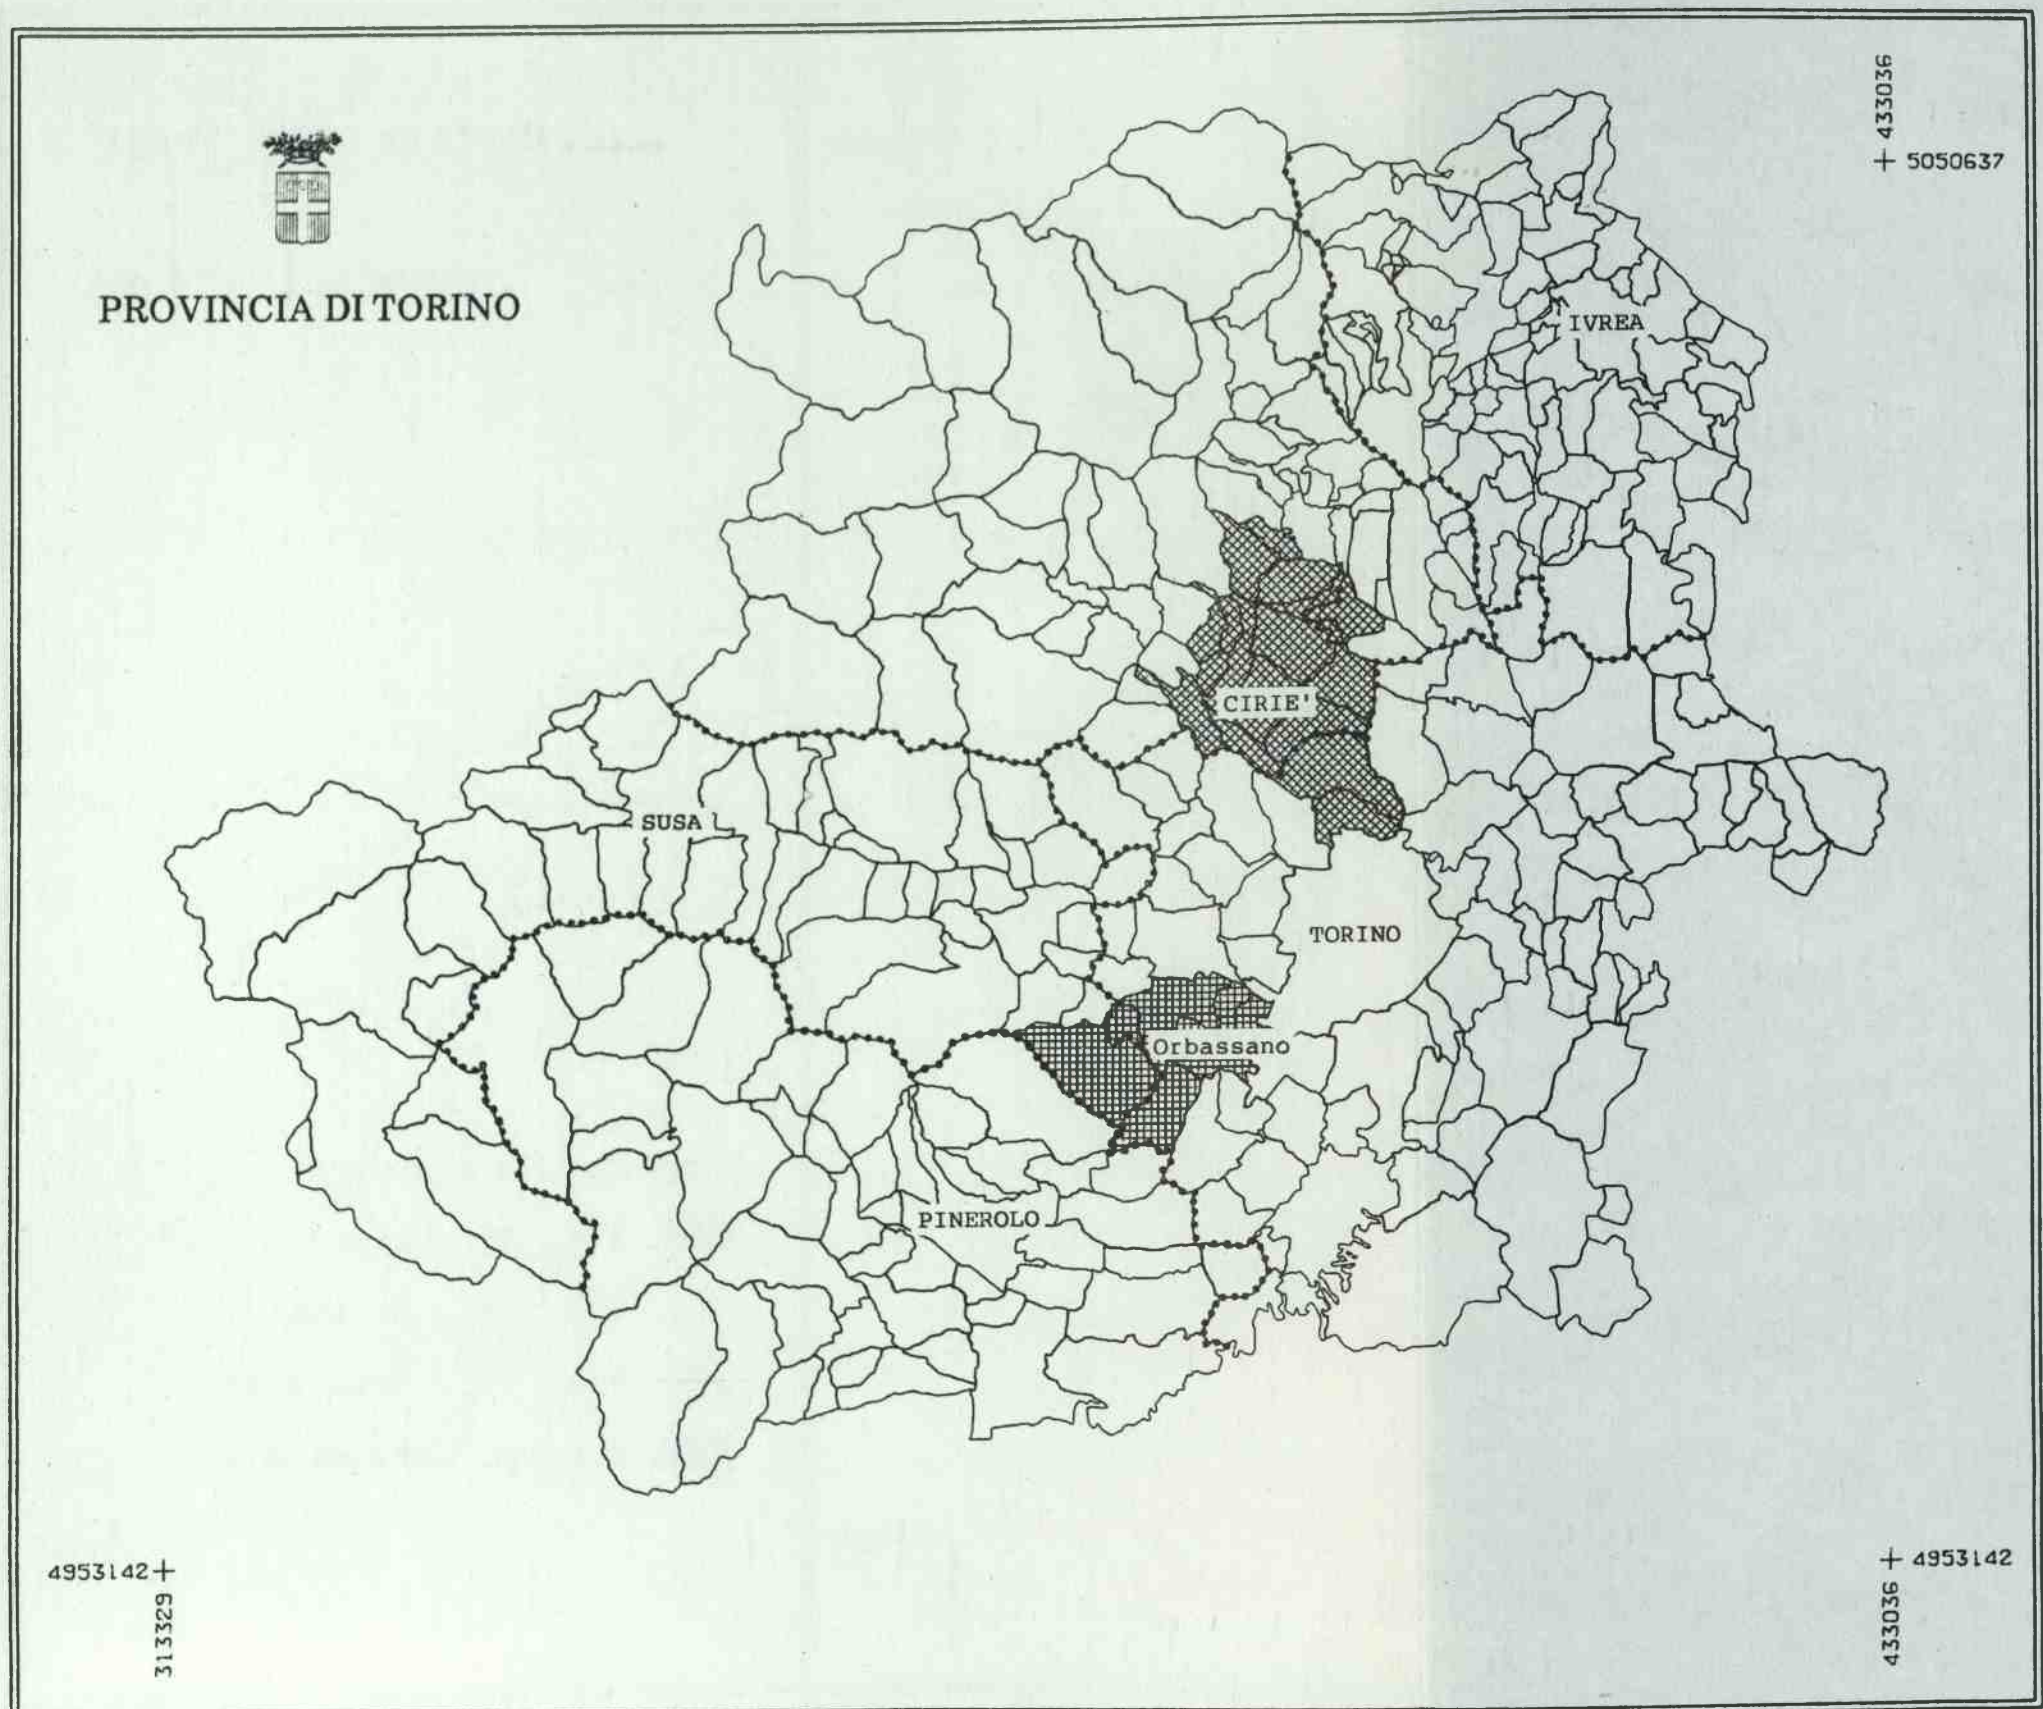 433036
+ 5050637
PROVINCIA DI TORINO
IVREA
CIRIE'
SUSA
TORINO
Orbassano
PINEROLO
4953142+
313329
+ 4953142
433036